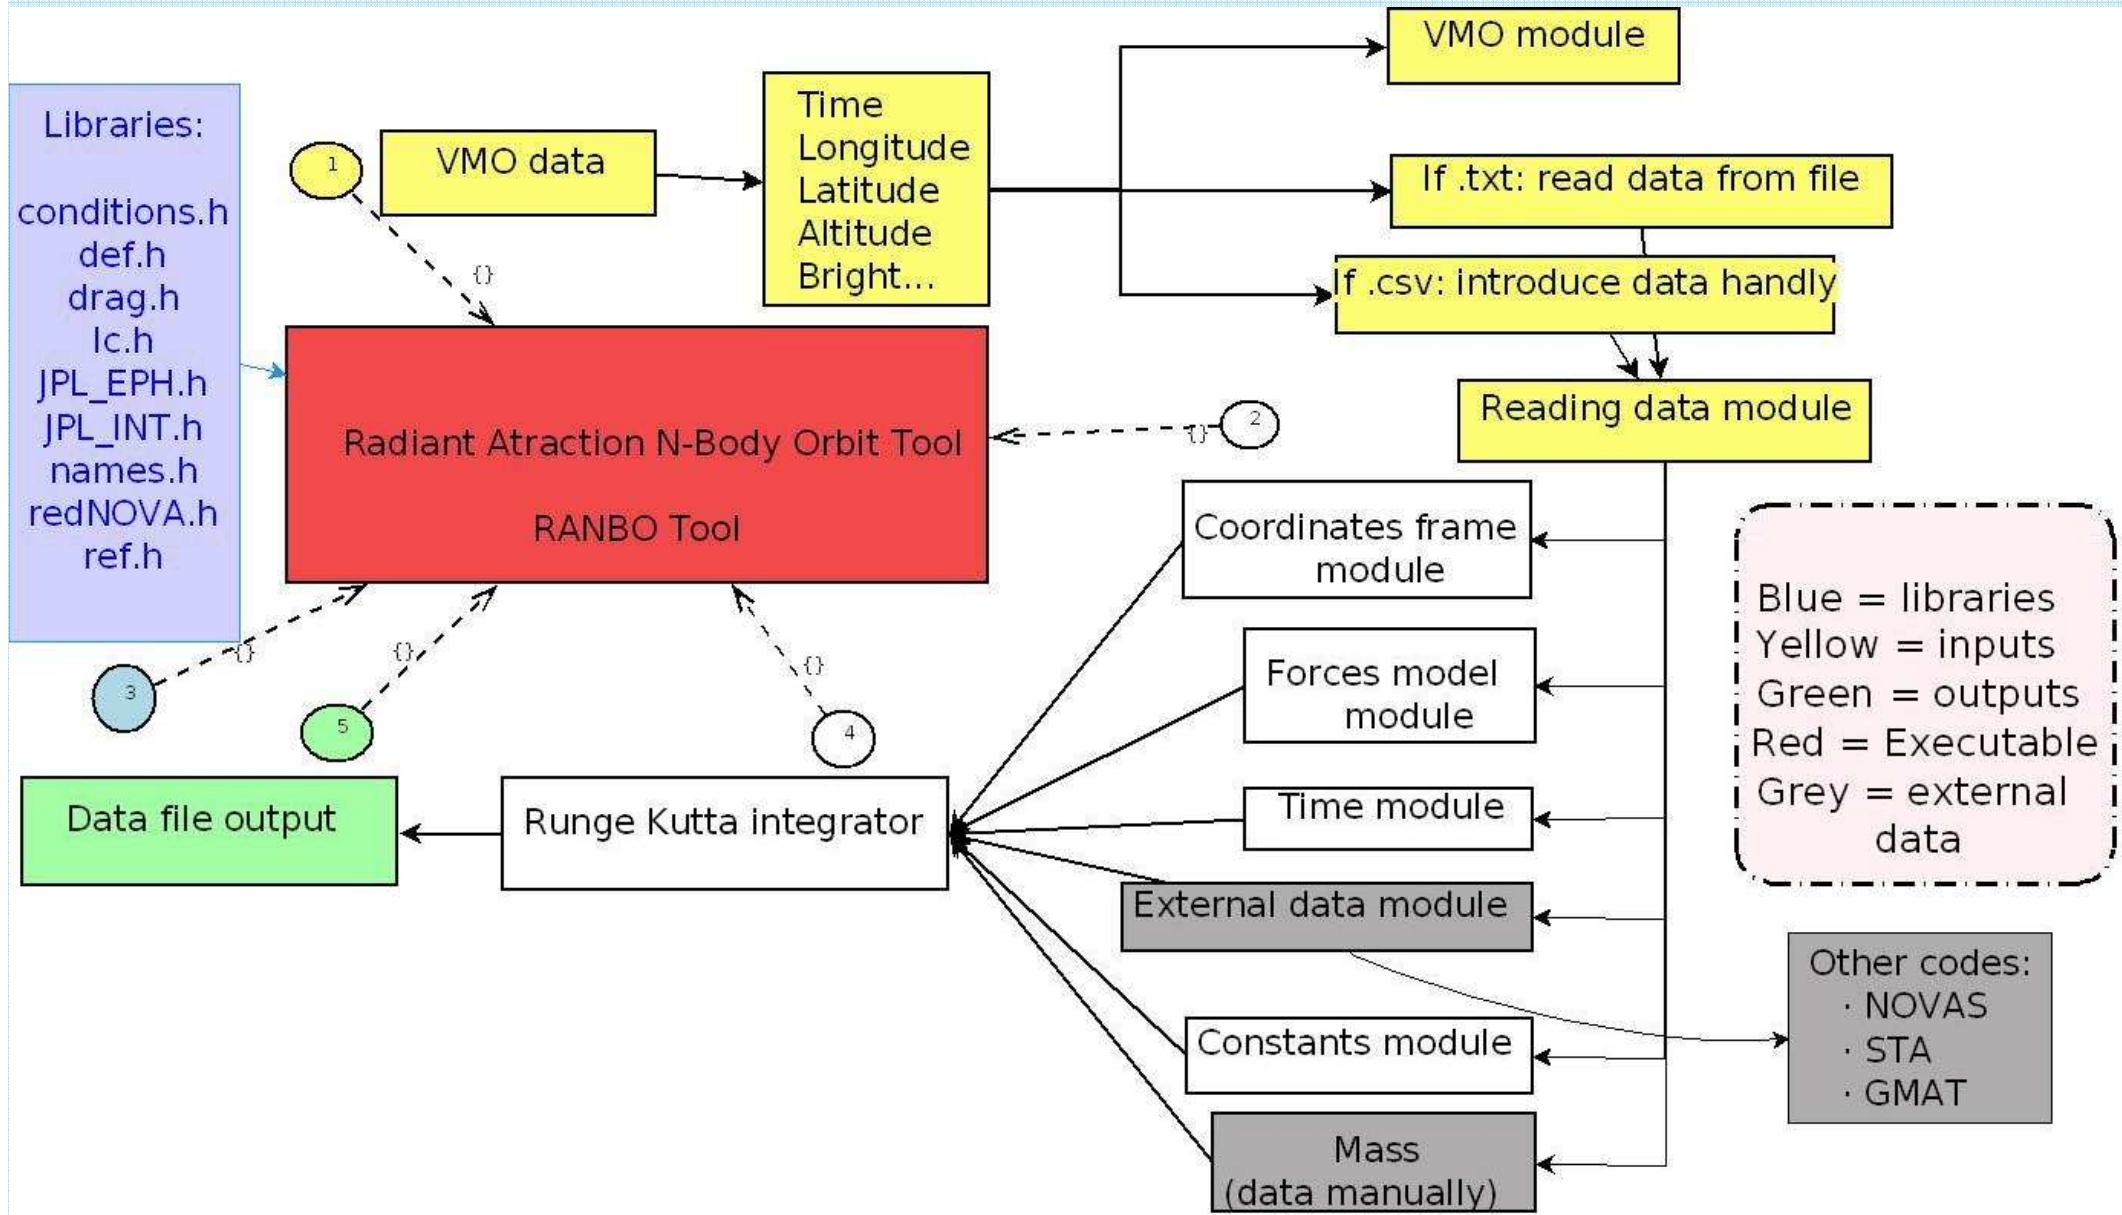 VMO module
Libraries:
conditions.h
def.h
drag.h
lc.h
JPL_EPH.h
JPL_INT.h
names.h
redNOVA.h
ref.h
1
{}
VMO data
Time
Longitude
Latitude
Altitude
Bright...
If .txt: read data from file
If .csv: introduce data handly
Reading data module
Radiant Atraction N-Body Orbit Tool
RANBO Tool
2
{}
Coordinates frame
module
Forces model
module
Time module
External data module
Constants module
Mass
(data manually)
Blue = libraries
Yellow = inputs
Green = outputs
Red = Executable
Grey = external
data
Other codes:
· NOVAS
· STA
· GMAT
3
{}
5
{}
4
{}
Data file output
Runge Kutta integrator